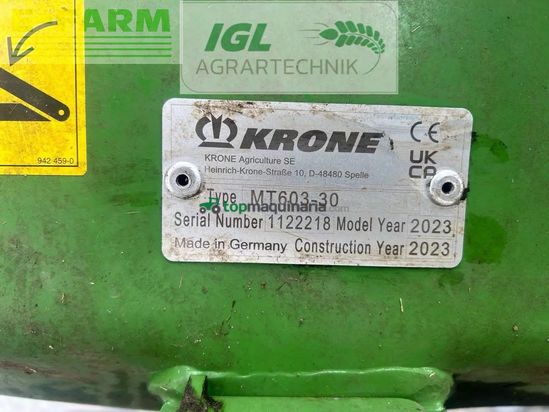 ARM
IGL
AGRARTECHNIK
942 459-0
KRONE
CE
KRONE Agriculture SE
Heinrich-Krone-Straße 10, D-48480 Spelle
UK
CA
Type MT603-30
topmaquinaria.com
Serial Number 1122218 Model Year 2023
Made in Germany Construction Year 2023